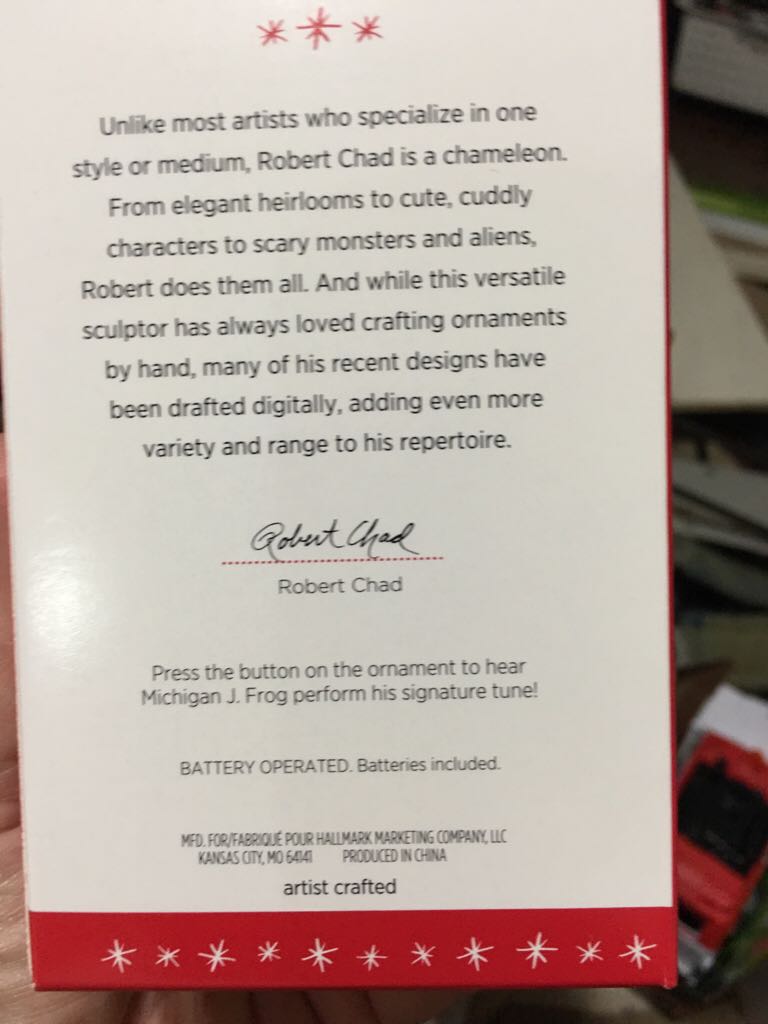 Unlike most artists who specialize in one
style or medium, Robert Chad is a chameleon.
From elegant heirlooms to cute, cuddly
characters to scary monsters and aliens,
Robert does them all. And while this versatile
sculptor has always loved crafting ornaments
by hand, many of his recent designs have
been drafted digitally, adding even more
variety and range to his repertoire.
Robert Chad
Robert Chad
Press the button on the ornament to hear
Michigan J. Frog perform his signature tune!
BATTERY OPERATED. Batteries included.
MFD. FOR/FABRIQUÉ POUR HALLMARK MARKETING COMPANY, LLC
KANSAS CITY, MO 64141 PRODUCED IN CHINA
artist crafted